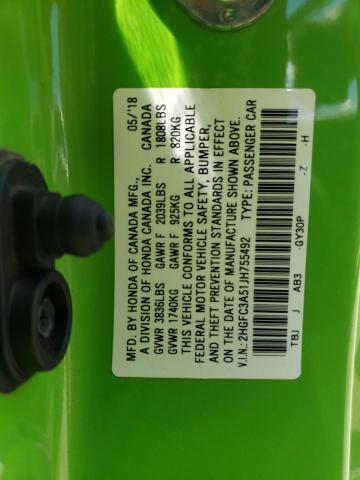 MFD. BY HONDA OF CANADA MFG., 05/'18
A DIVISION OF HONDA CANADA INC. CANADA
GVWR 3836LBS GAWR F 2039LBS R 1808LBS
GVWR 1740KG GAWR F 925KG R 820KG
THIS VEHICLE CONFORMS TO ALL APPLICABLE
FEDERAL MOTOR VEHICLE SAFETY, BUMPER,
AND THEFT PREVENTION STANDARDS IN EFFECT
ON THE DATE OF MANUFACTURE SHOWN ABOVE.
V.I.N.: 2HGFC3A51JH755492 TYPE: PASSENGER CAR
TBJ J AB3 -GY30P -Z -H